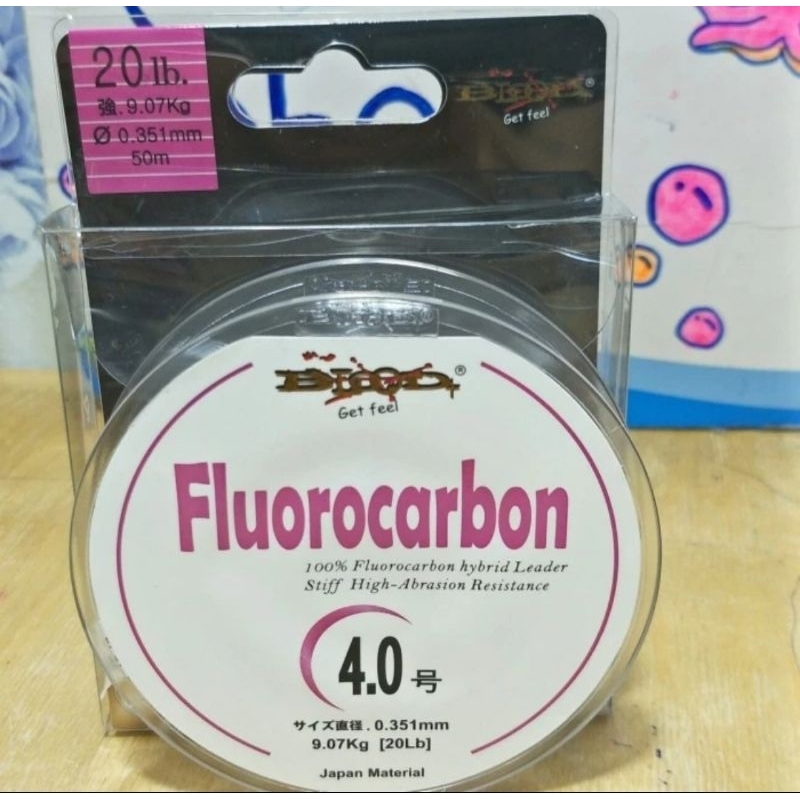 20 lb.
強.9.07Kg
Ø 0.351mm
50m
Get feel
Get feel
Fluorocarbon
100% Fluorocarbon hybrid Leader
Stiff High-Abrasion Resistance
4.0号
サイズ直径.0.351mm
9.07Kg [20Lb]
Japan Material